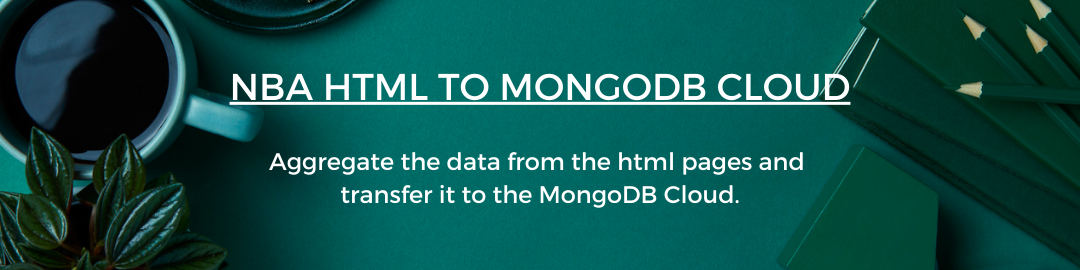 NBA HTML TO MONGODB CLOUD
Aggregate the data from the html pages and
transfer it to the MongoDB Cloud.